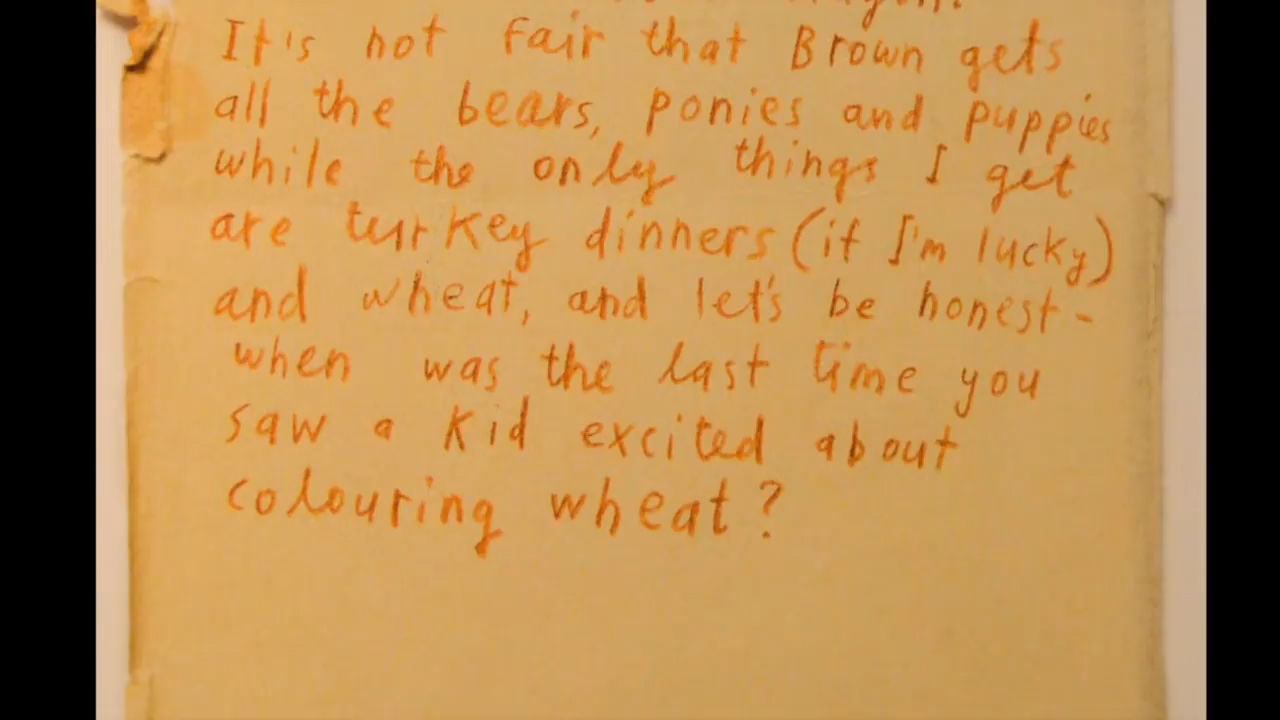 It's not fair that Brown gets
all the bears, ponies and puppies
while the only things I get
are turkey dinners (if I'm lucky)
and wheat, and let's be honest -
when was the last time you
saw a kid excited about
colouring wheat?